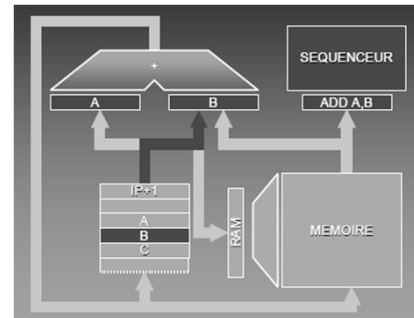 +
SEQUENCEUR
A
B
ADD A,B
IP+1
A
B
C
RAM
MEMOIRE